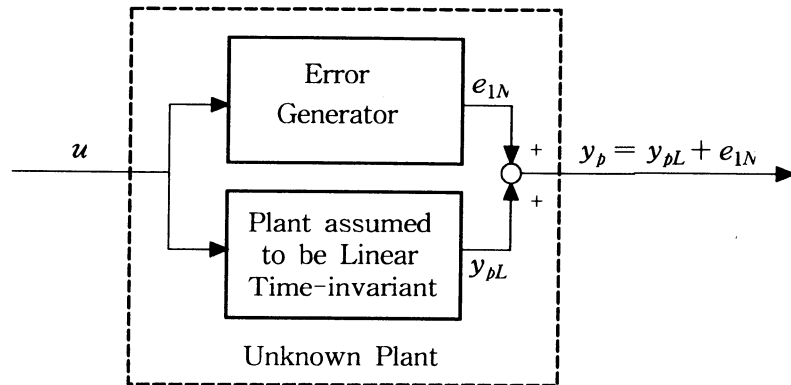 Error
Generator
e₁N
u
+
y_p = y_pL + e₁N
+
Plant assumed
to be Linear
Time-invariant
y_pL
Unknown Plant